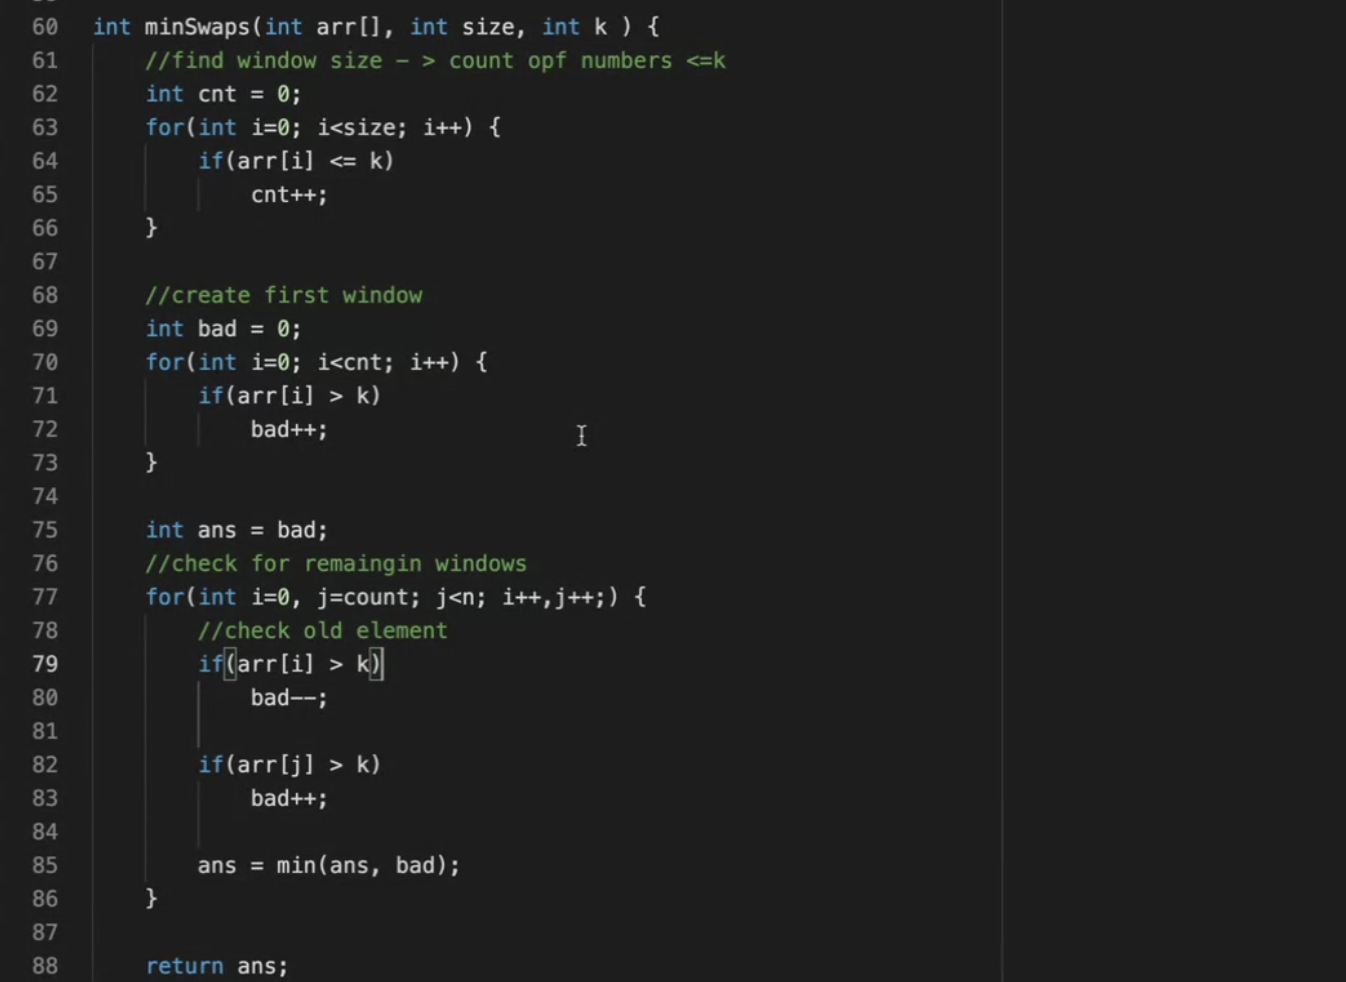 60 int minSwaps(int arr[], int size, int k ) {
61 //find window size - > count opf numbers <=k
62 int cnt = 0;
63 for(int i=0; i<size; i++) {
64 if(arr[i] <= k)
65 cnt++;
66 }
67
68 //create first window
69 int bad = 0;
70 for(int i=0; i<cnt; i++) {
71 if(arr[i] > k)
72 bad++;
73 }
74
75 int ans = bad;
76 //check for remaingin windows
77 for(int i=0, j=count; j<n; i++,j++;) {
78 //check old element
79 if(arr[i] > k)
80 bad--;
81
82 if(arr[j] > k)
83 bad++;
84
85 ans = min(ans, bad);
86 }
87
88 return ans;